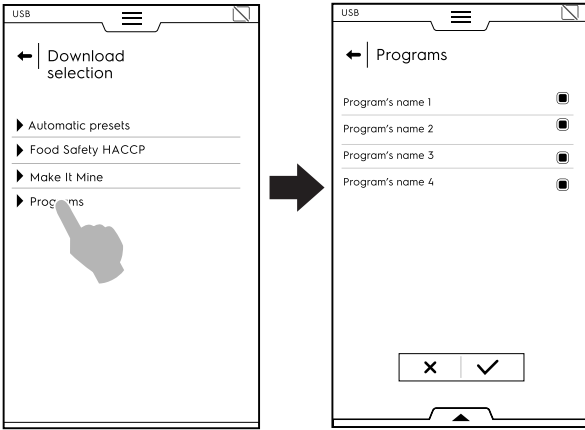 USB
Download
selection
Automatic presets
Food Safety HACCP
Make It Mine
Programs
USB
Programs
Program's name 1
Program's name 2
Program's name 3
Program's name 4